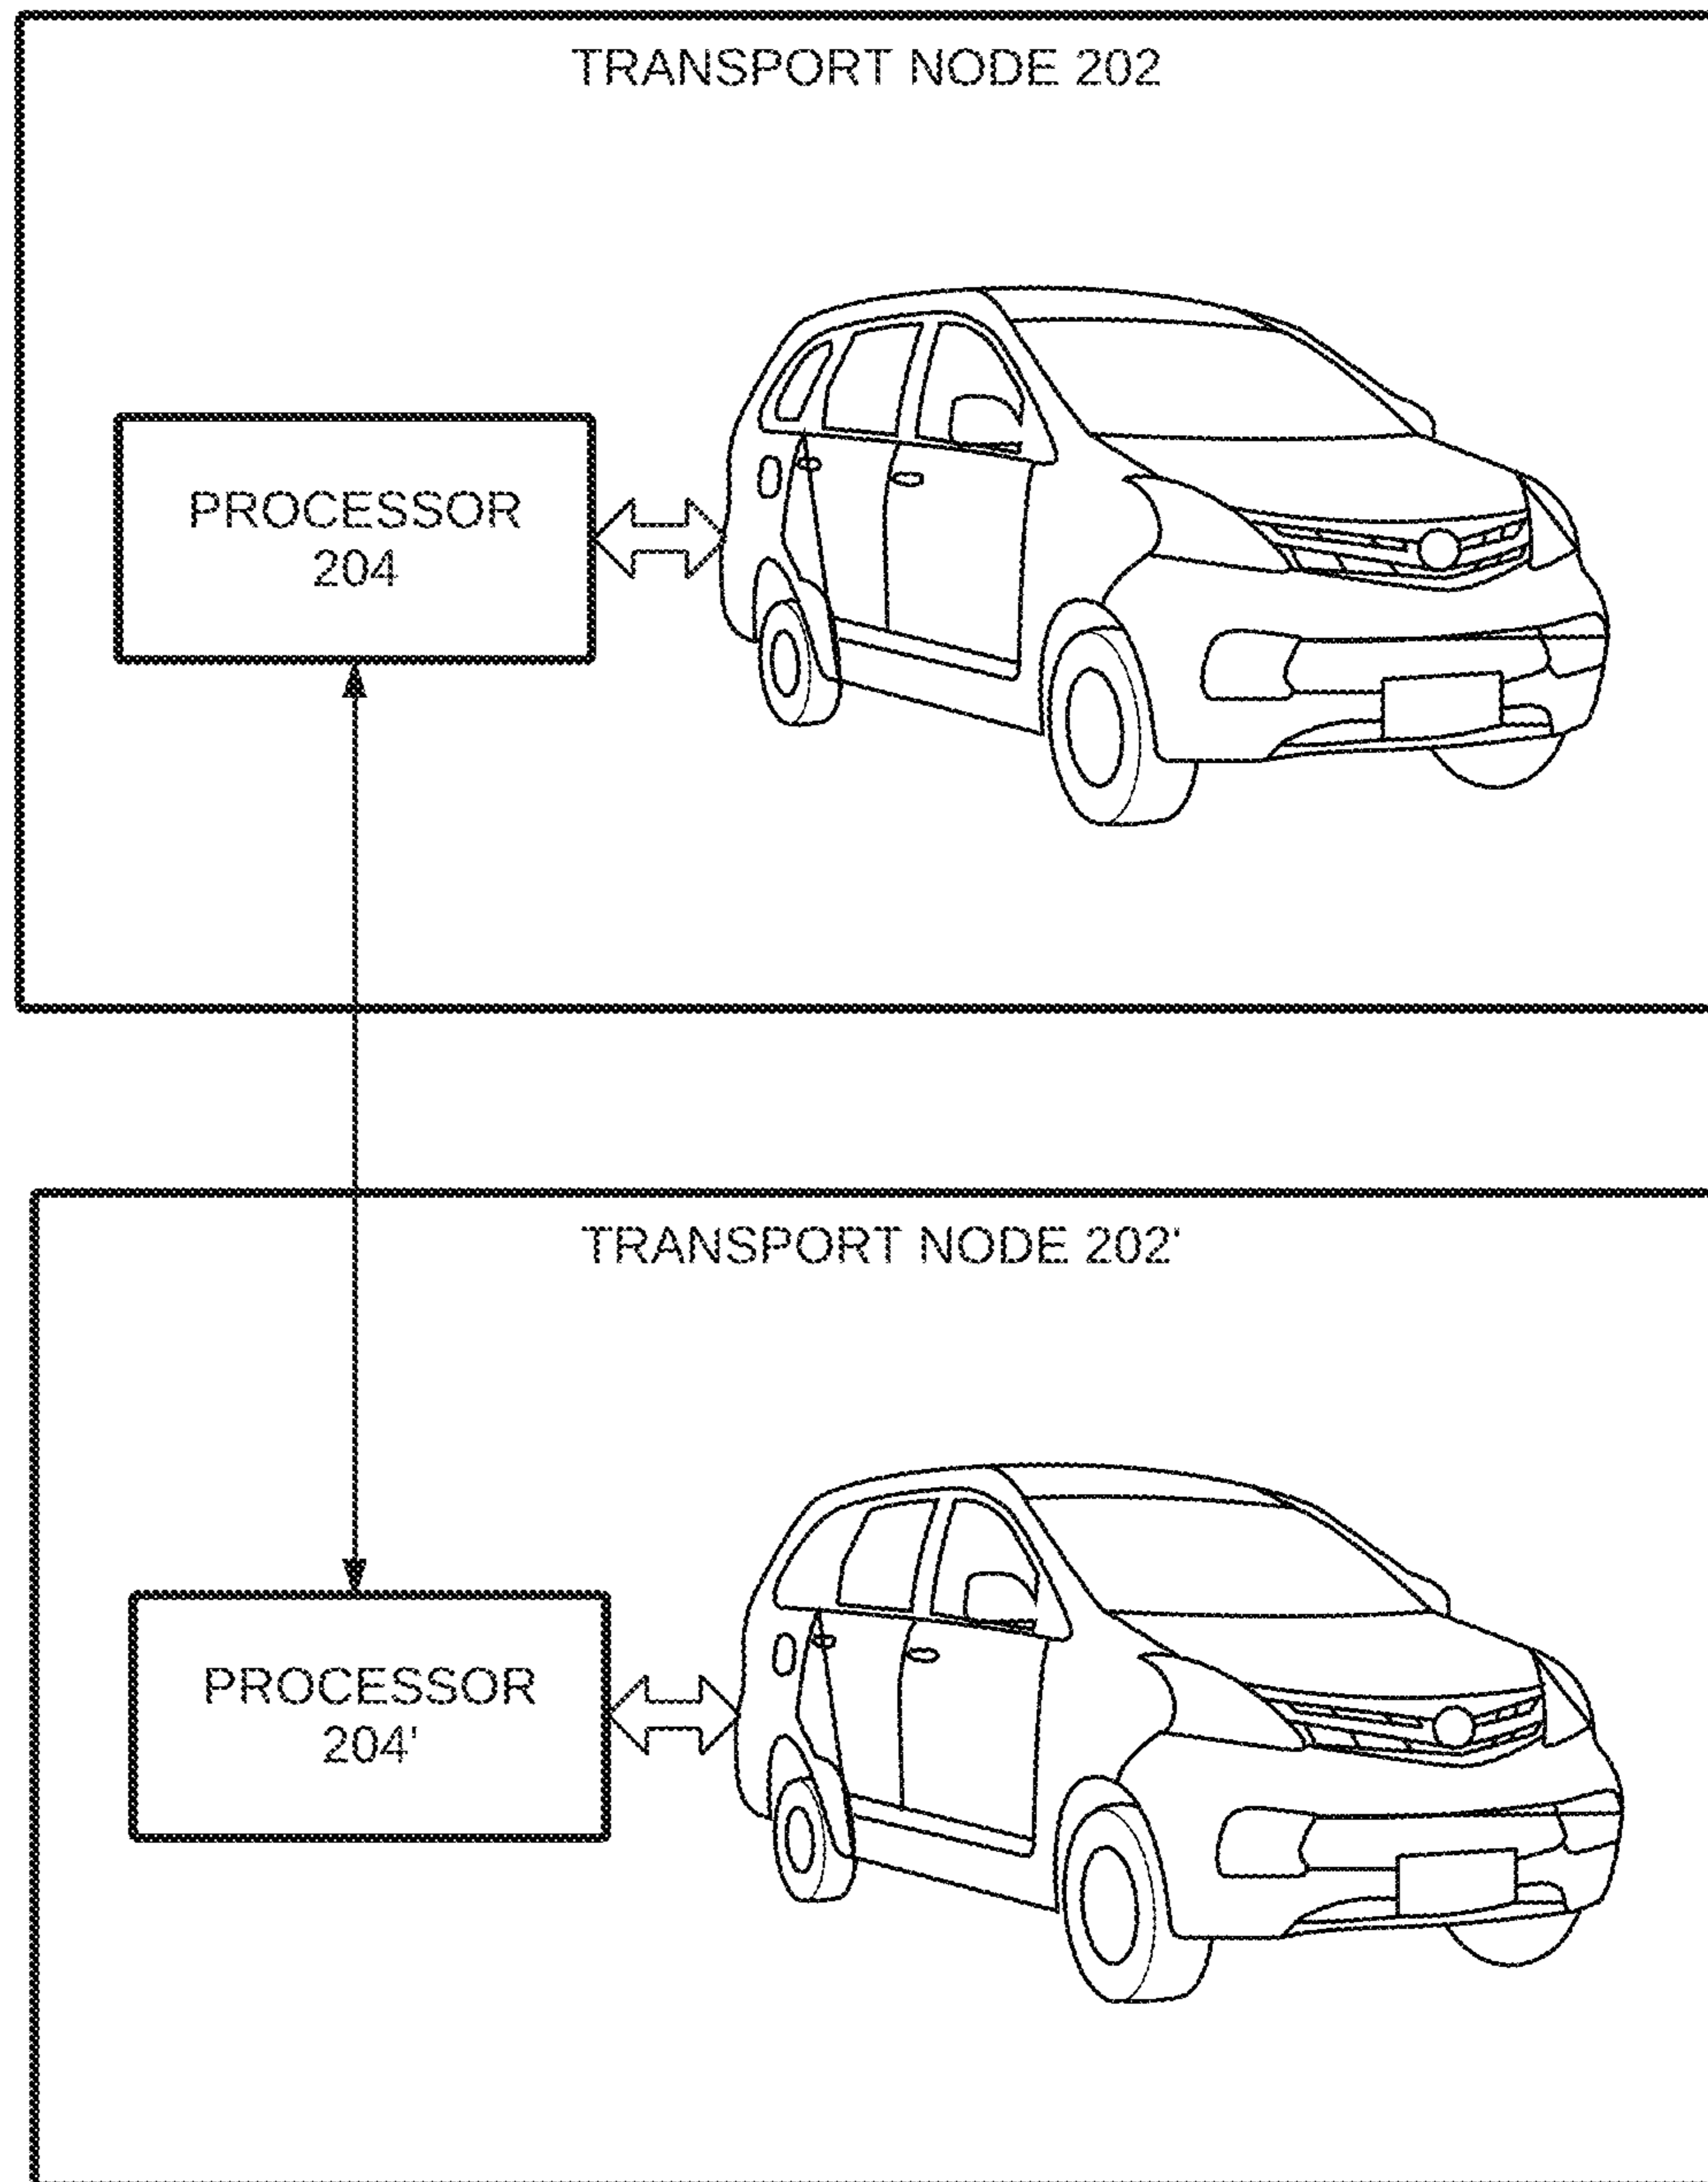 TRANSPORT NODE 202
PROCESSOR
204
TRANSPORT NODE 202'
PROCESSOR
204'